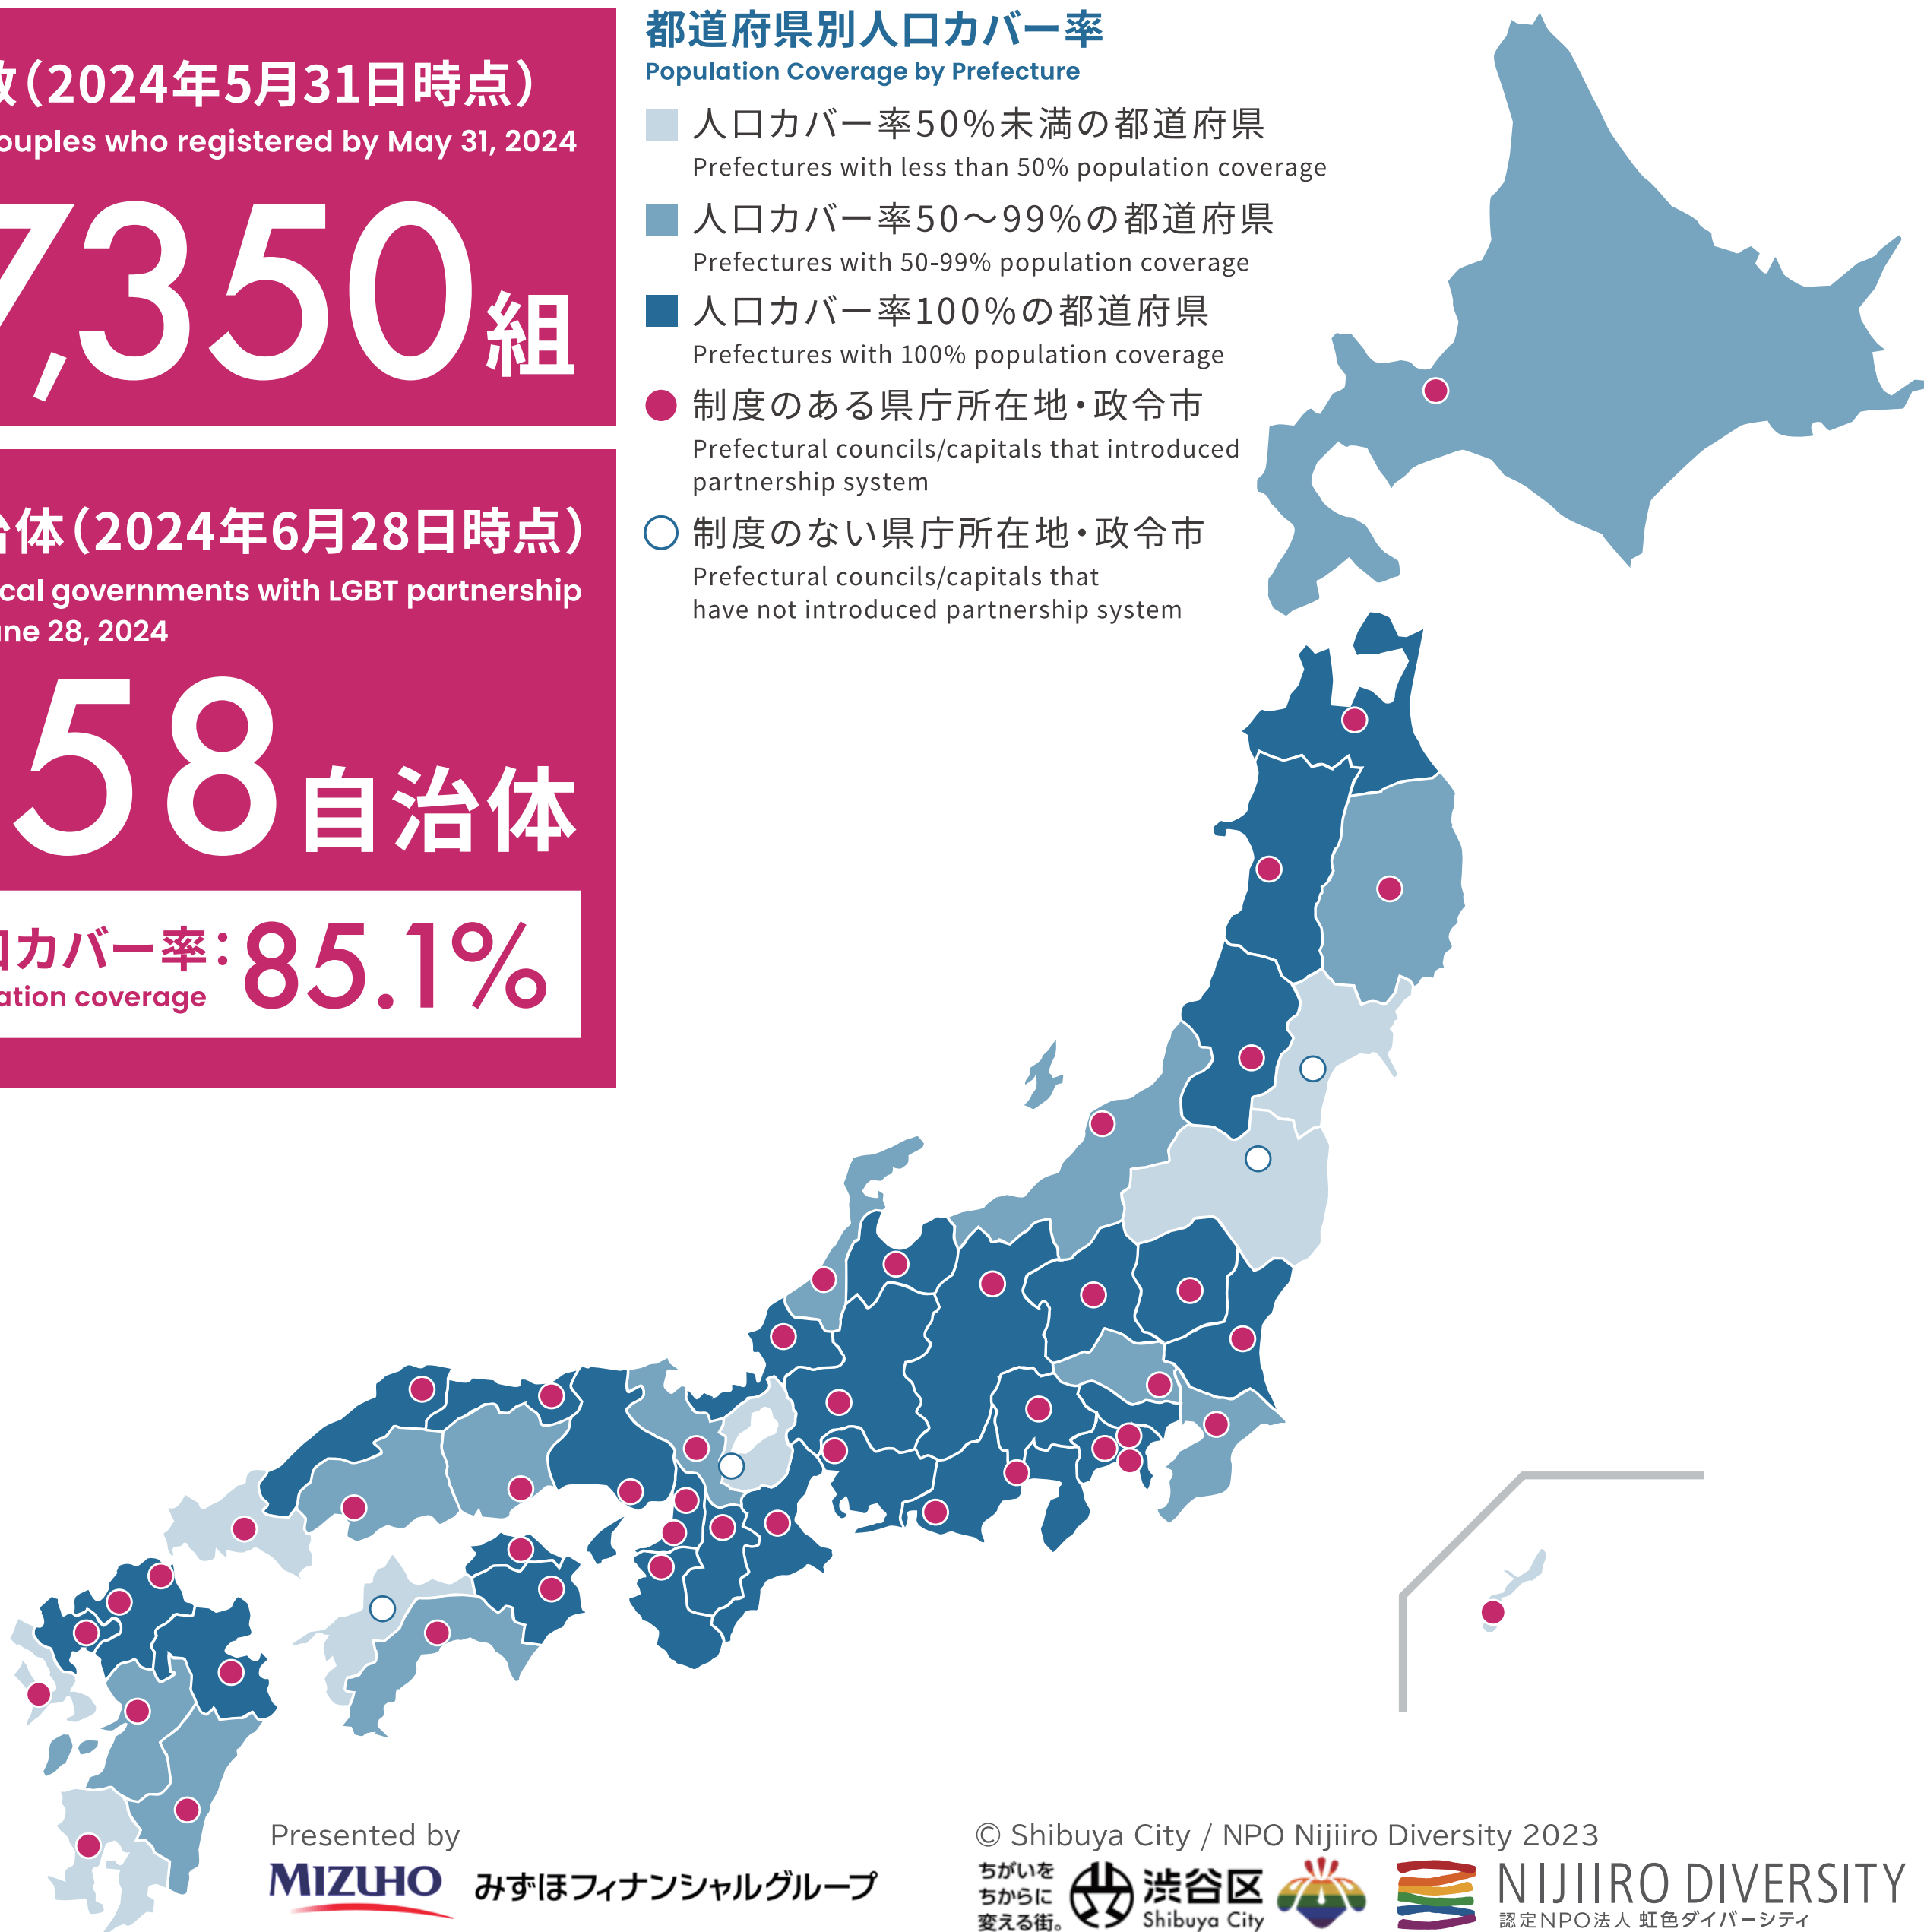 数（2024年5月31日時点）
ouples who registered by May 31, 2024
7,350組
治体（2024年6月28日時点）
cal governments with LGBT partnership
une 28, 2024
58自治体
口カバー率：85.1%
ation coverage
都道府県別人口カバー率
Population Coverage by Prefecture
人口カバー率50％未満の都道府県
Prefectures with less than 50% population coverage
人口カバー率50～99％の都道府県
Prefectures with 50-99% population coverage
人口カバー率100％の都道府県
Prefectures with 100% population coverage
制度のある県庁所在地・政令市
Prefectural councils/capitals that introduced
partnership system
制度のない県庁所在地・政令市
Prefectural councils/capitals that
have not introduced partnership system
Presented by
MIZUHO みずほフィナンシャルグループ
© Shibuya City / NPO Nijiiro Diversity 2023
ちがいを
ちからに
変える街。
渋谷区
Shibuya City
NIJIIRO DIVERSITY
認定NPO法人 虹色ダイバーシティ